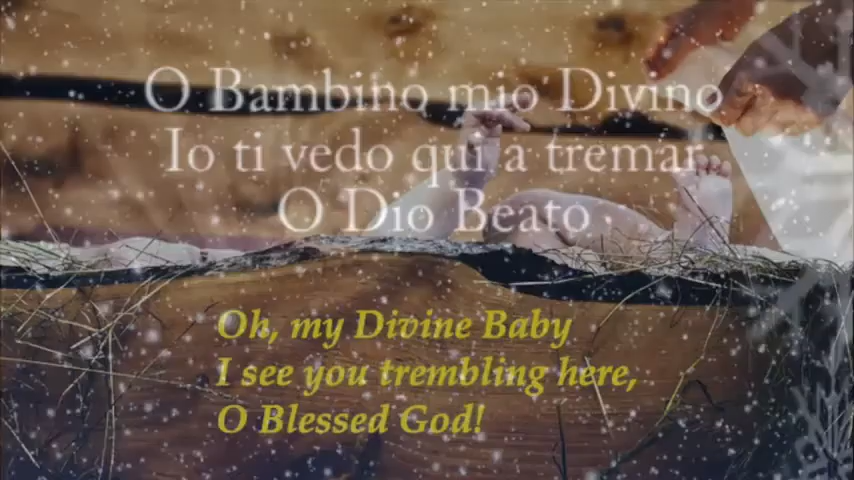 O Bambino mio Divino
Io ti vedo qui a tremar
O Dio Beato
Oh, my Divine Baby
I see you trembling here,
O Blessed God!